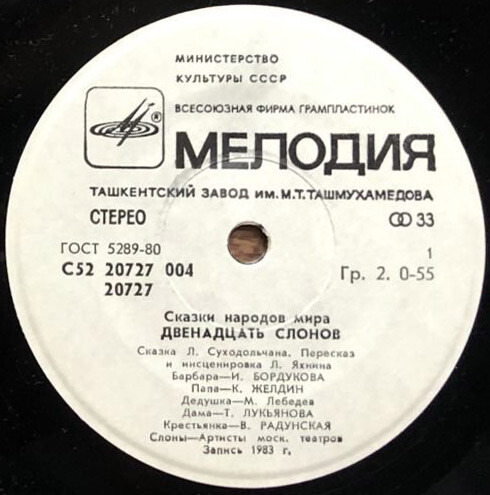 МИНИСТЕРСТВО
КУЛЬТУРЫ СССР
ВСЕСОЮЗНАЯ ФИРМА ГРАМПЛАСТИНОК
® МЕЛОДИЯ
ТАШКЕНТСКИЙ ЗАВОД ИМ. М.Т. ТАШМУХАМЕДОВА
СТЕРЕО 33
ГОСТ 5289-80 1
С52 20727 004 Гр. 2. 0-55
20727
Сказки народов мира
ДВЕНАДЦАТЬ СЛОНОВ
Сказка Л. Суходольчана. Пересказ
и инсценировка Л. Яхнина
Барбара—И. БОРДУКОВА
Папа—К. ЖЕЛДИН
Дедушка—М. Лебедев
Дама—Т. ЛУКЬЯНОВА
Крестьянка—В. РАДУНСКАЯ
Слоны—Артисты моск. театров
Запись 1983 г,